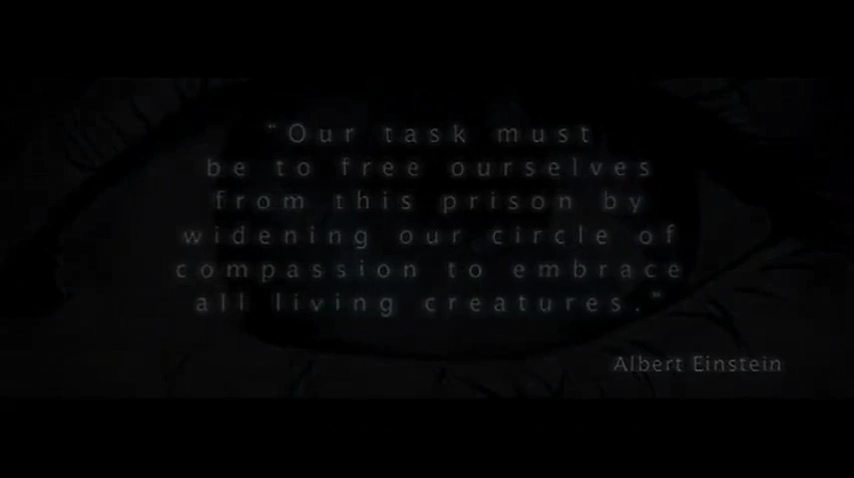 "Our task must
be to free ourselves
from this prison by
widening our circle of
compassion to embrace
all living creatures."
Albert Einstein